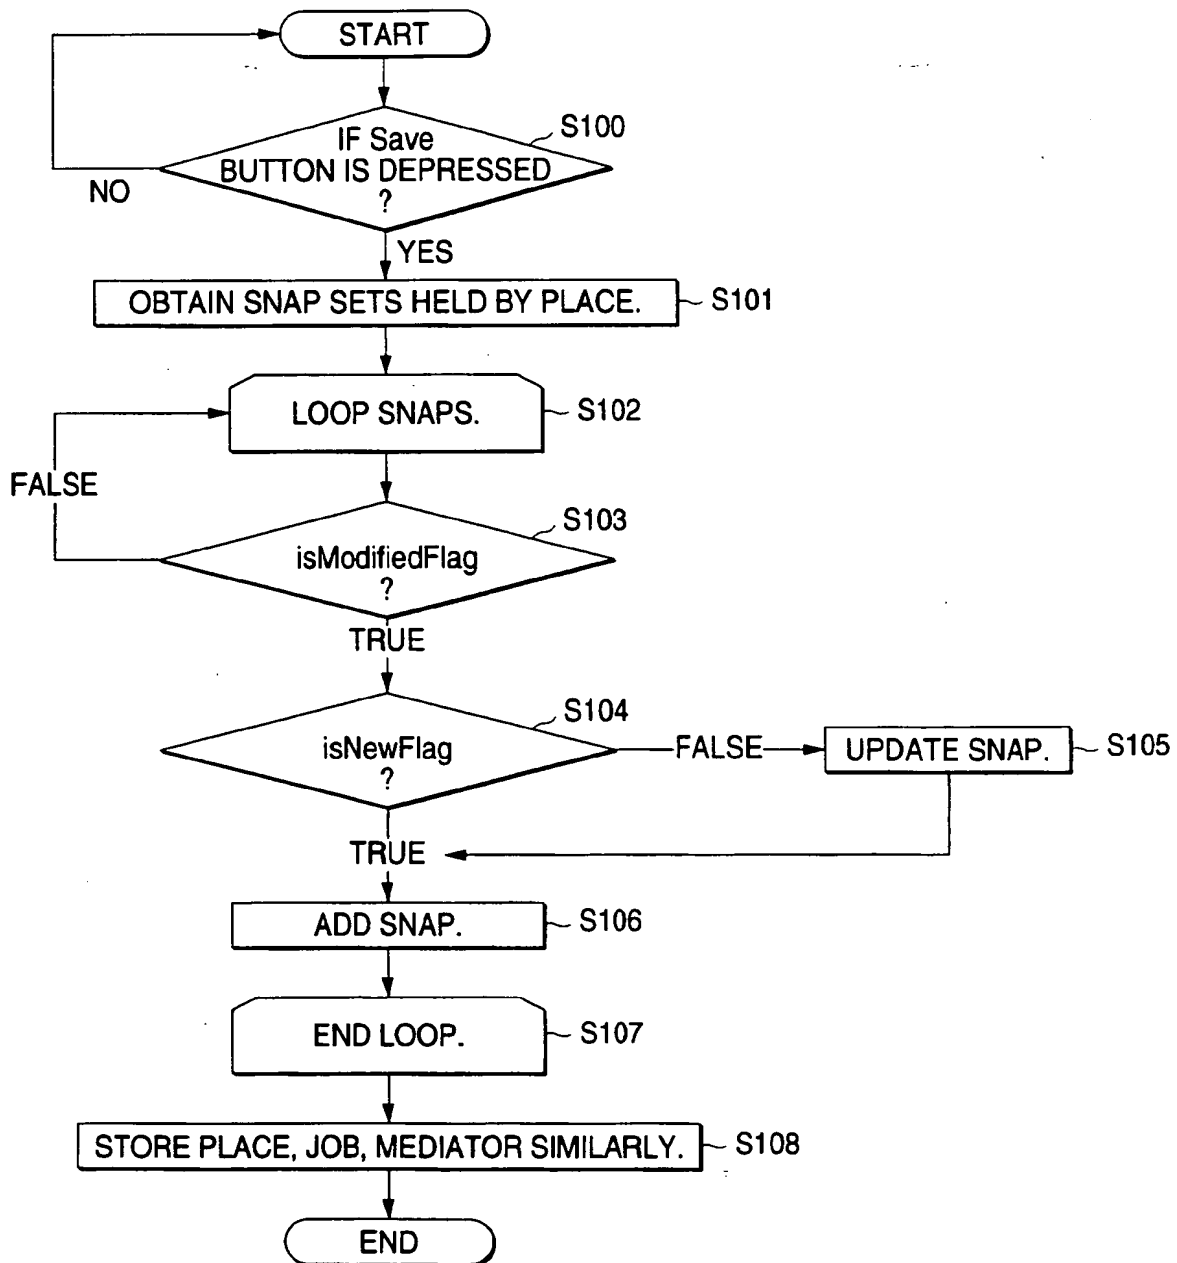 START
S100
IF Save
BUTTON IS DEPRESSED
?
NO
YES
OBTAIN SNAP SETS HELD BY PLACE.
S101
LOOP SNAPS.
S102
FALSE
S103
isModifiedFlag
?
TRUE
S104
isNewFlag
?
FALSE
UPDATE SNAP.
S105
TRUE
ADD SNAP.
S106
END LOOP.
S107
STORE PLACE, JOB, MEDIATOR SIMILARLY.
S108
END